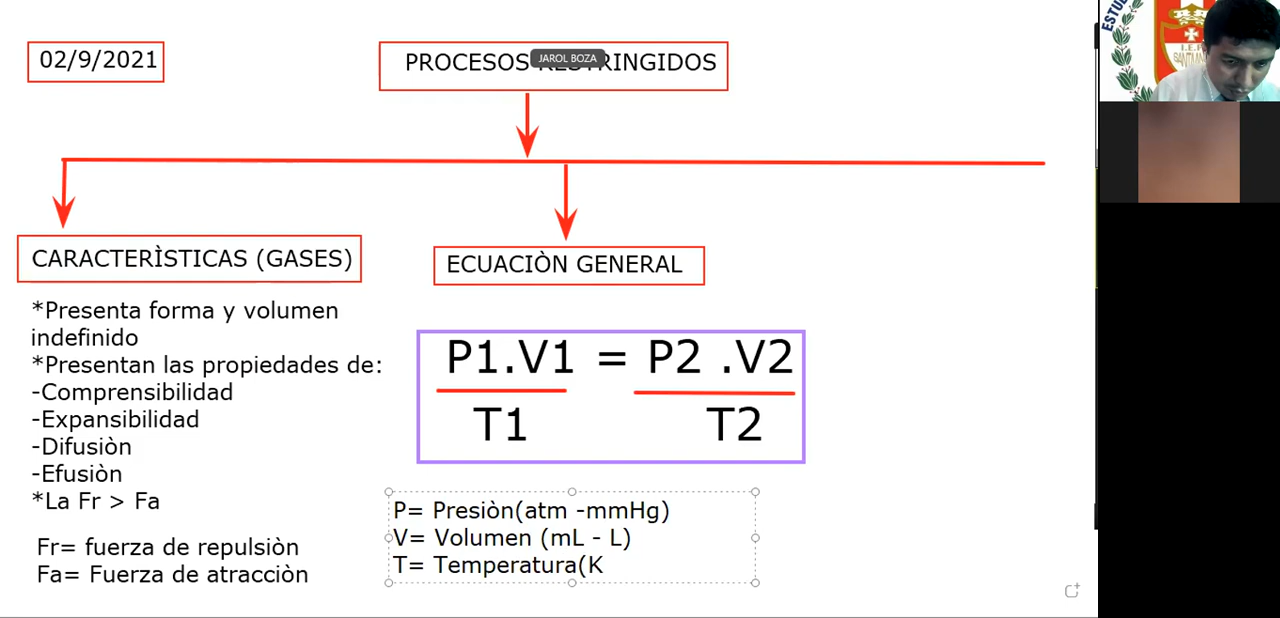 02/9/2021
PROCESOS RESTRINGIDOS
JAROL BOZA
CARACTERÌSTICAS (GASES)
*Presenta forma y volumen
indefinido
*Presentan las propiedades de:
-Comprensibilidad
-Expansibilidad
-Difusiòn
-Efusiòn
*La Fr > Fa
Fr= fuerza de repulsiòn
Fa= Fuerza de atracciòn
ECUACIÒN GENERAL
P1.V1 = P2 .V2
T1 T2
P= Presiòn(atm -mmHg)
V= Volumen (mL - L)
T= Temperatura(K
ESTU
I.E.P